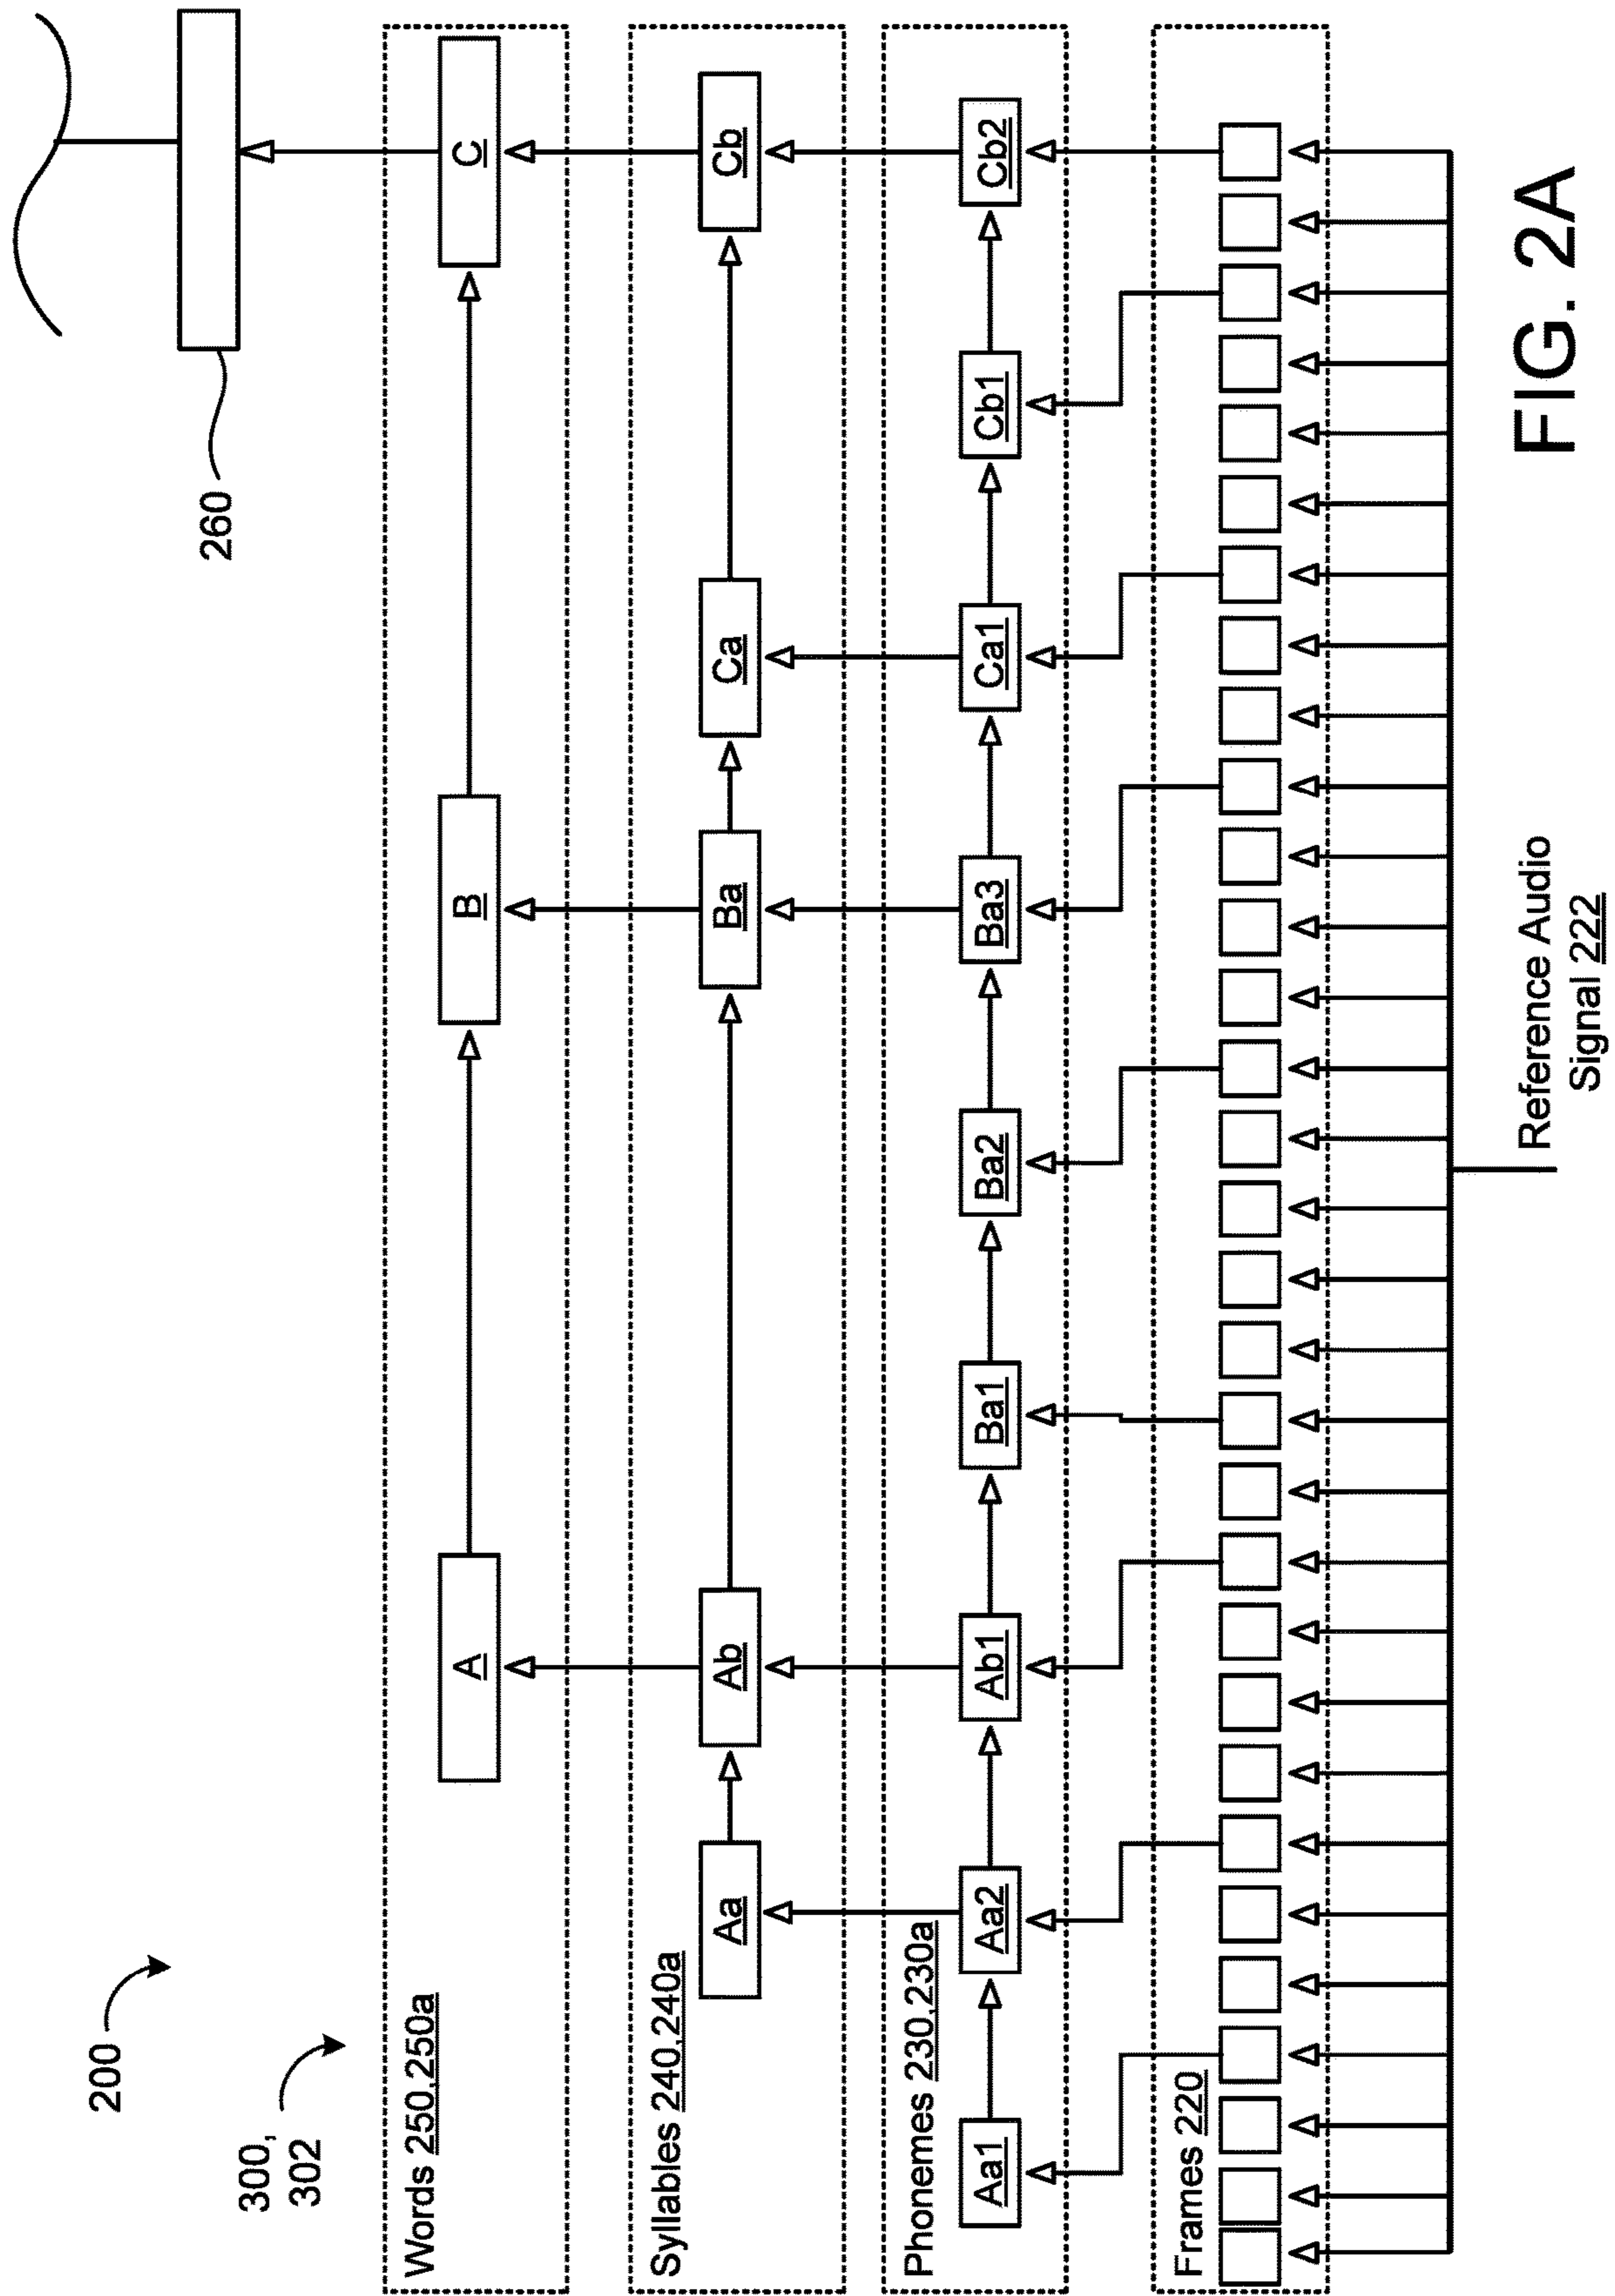 200
300,
302
260
Words 250,250a
A
B
C
Syllables 240,240a
Aa
Ab
Ba
Ca
Cb
Phonemes 230,230a
Aa1
Aa2
Ab1
Ba1
Ba2
Ba3
Ca1
Cb1
Cb2
Frames 220
Reference Audio
Signal 222
FIG. 2A